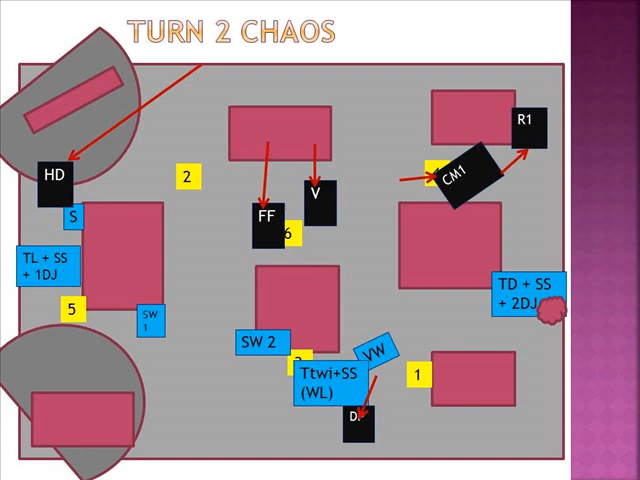 TURN 2 CHAOS
R1
HD
2
CM1
V
S
FF
6
TL + SS
+ 1DJ
TD + SS
+ 2DJ
5
SW
1
SW 2
VW
Ttwi+SS
(WL)
1